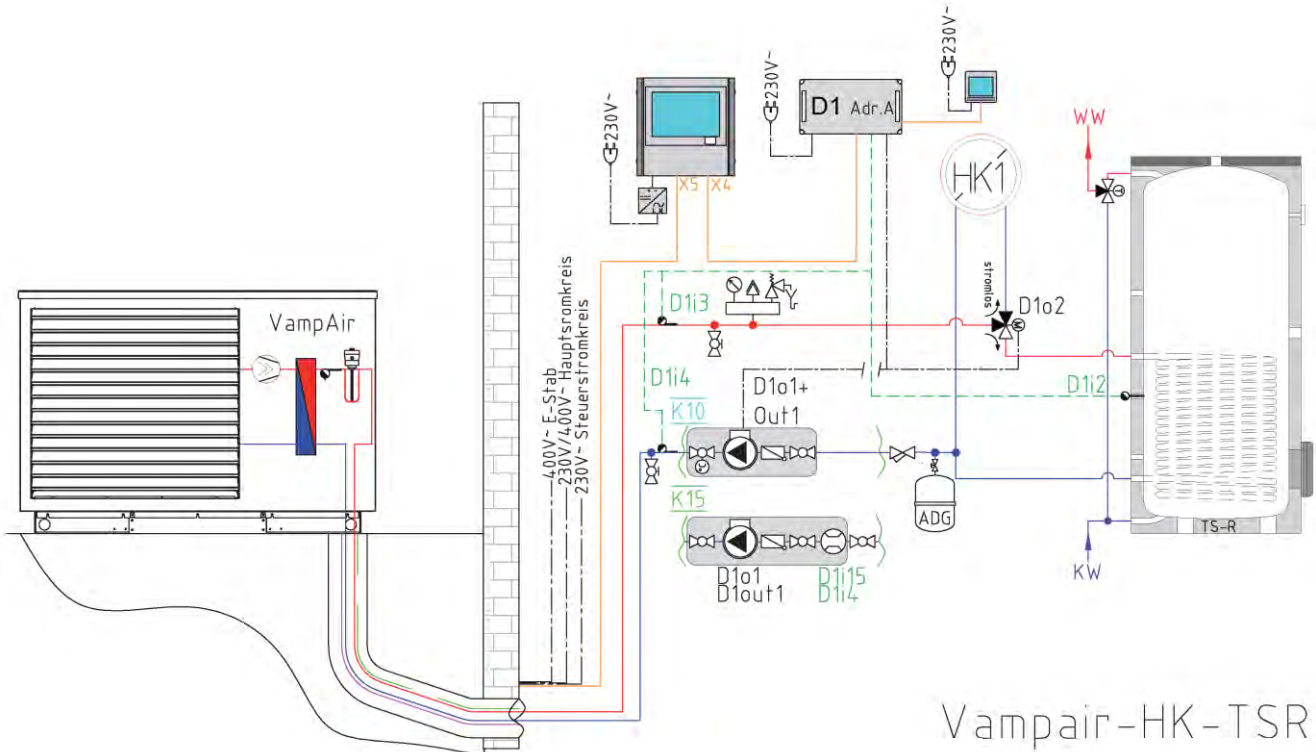 230V~
230V~
230V~
D1 Adr.A
X5 X4
HK1
WW
VampAir
D1i3
stromlos
D1o2
D1i4
D1o1+
Out1
K10
D1i2
400V~ E-Stab
230V/400V~ Hauptsromkreis
230V~ Steuerstromkreis
K15
ADG
TS-R
D1o1
D1out1
D1i15
D1i4
KW
M
T
Vampair-HK-TSR